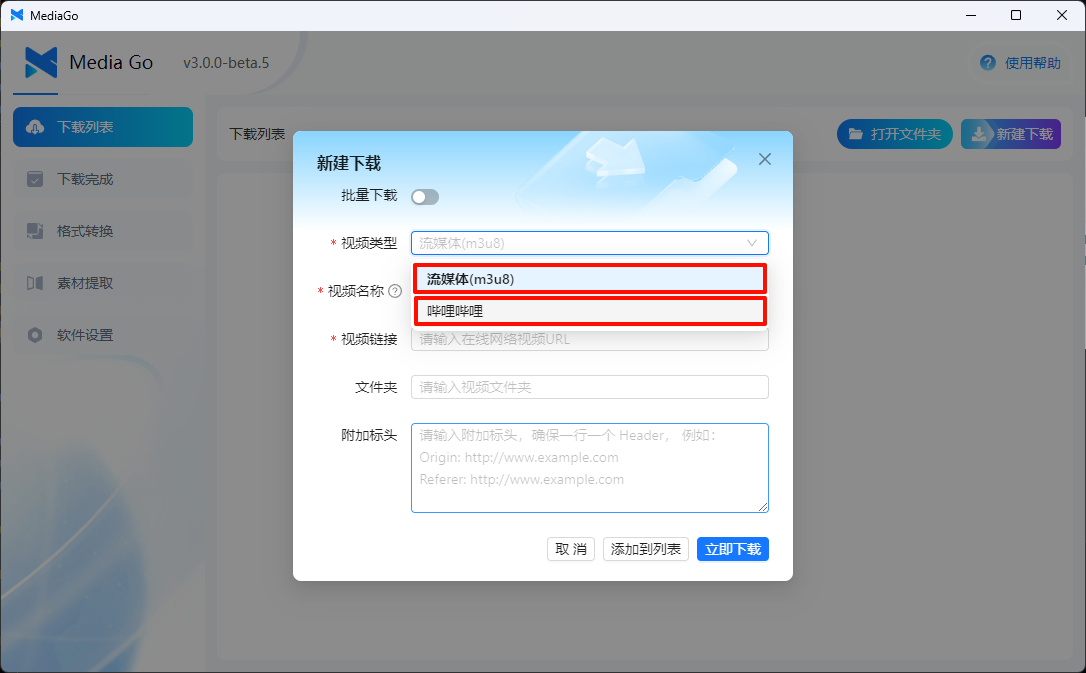 MediaGo
Media Go v3.0.0-beta.5 使用帮助
下载列表
下载完成
格式转换
素材提取
软件设置
下载列表 打开文件夹 新建下载
新建下载
批量下载
* 视频类型 流媒体(m3u8)
流媒体(m3u8)
哔哩哔哩
* 视频名称
* 视频链接 请输入在线网络视频URL
文件夹 请输入视频文件夹
附加标头 请输入附加标头，确保一行一个 Header， 例如：
Origin: http://www.example.com
Referer: http://www.example.com
取 消 添加到列表 立即下载